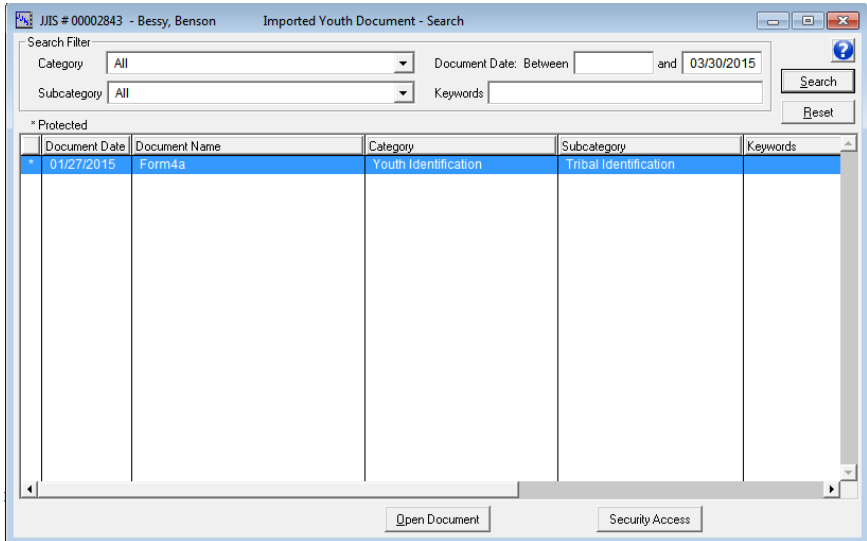 JJIS # 00002843 - Bessy, Benson Imported Youth Document - Search
Search Filter
Category All Document Date: Between and 03/30/2015
Search
Subcategory All Keywords
Reset
* Protected
Document Date Document Name Category Subcategory Keywords
* 01/27/2015 Form4a Youth Identification Tribal Identification
Open Document Security Access